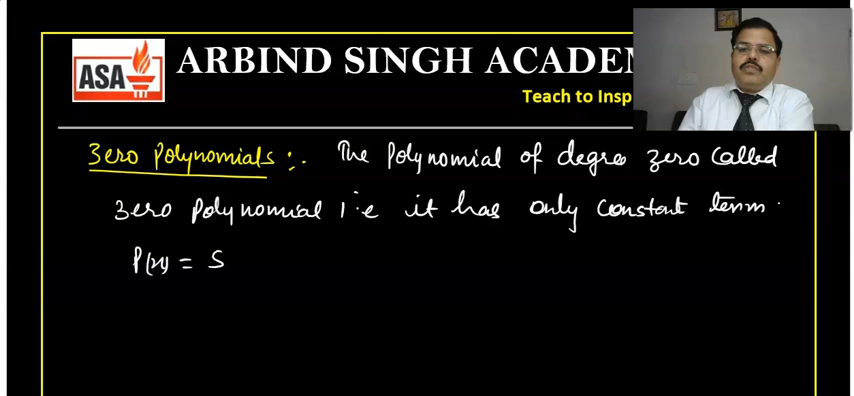 ASA
ARBIND SINGH ACADEM
Teach to Insp
Zero Polynomials :- The Polynomial of degree zero called
zero polynomial i.e it has only constant term.
P(x) = 5